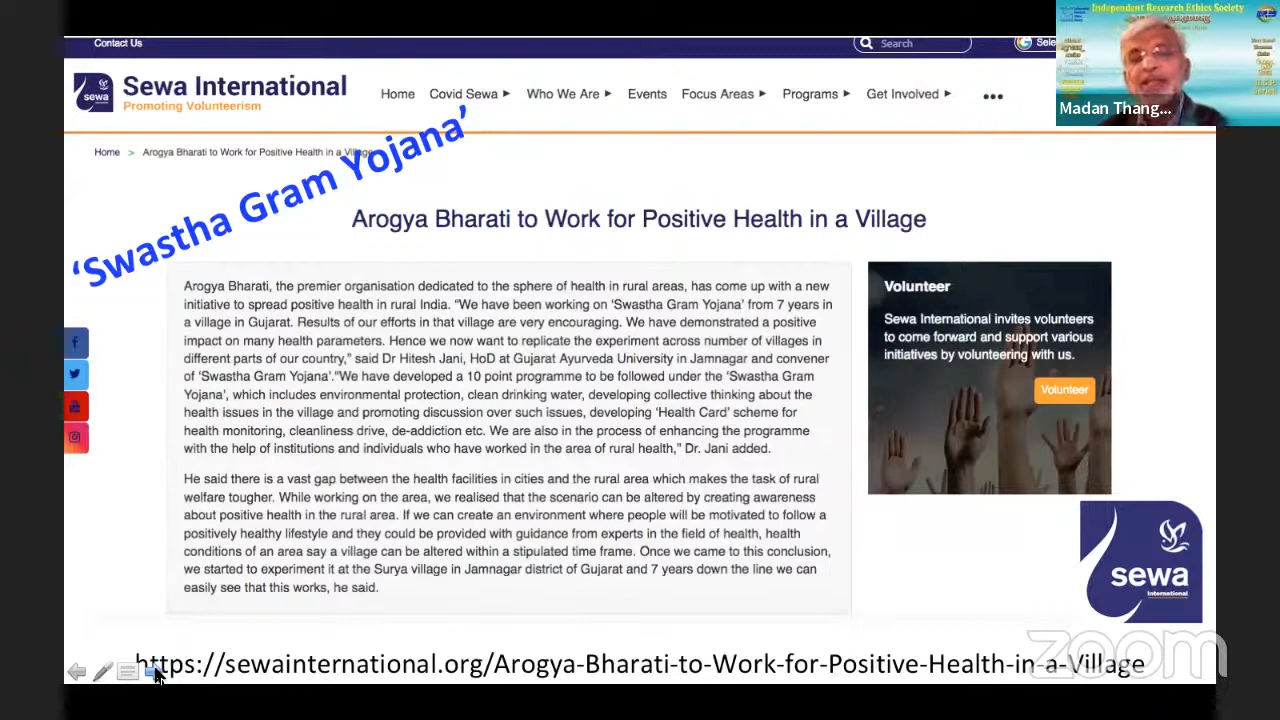 Contact Us
Search
Sele
Independent Research Ethics Society
Madan Thang...
sewa
Sewa International
Promoting Volunteerism
Home
Covid Sewa
Who We Are
Events
Focus Areas
Programs
Get Involved
•••
Home > Arogya Bharati to Work for Positive Health in a Village
'Swastha Gram Yojana'
Arogya Bharati to Work for Positive Health in a Village
Arogya Bharati, the premier organisation dedicated to the sphere of health in rural areas, has come up with a new
initiative to spread positive health in rural India. "We have been working on 'Swastha Gram Yojana' from 7 years in
a village in Gujarat. Results of our efforts in that village are very encouraging. We have demonstrated a positive
impact on many health parameters. Hence we now want to replicate the experiment across number of villages in
different parts of our country," said Dr Hitesh Jani, HoD at Gujarat Ayurveda University in Jamnagar and convener
of 'Swastha Gram Yojana'."We have developed a 10 point programme to be followed under the 'Swastha Gram
Yojana', which includes environmental protection, clean drinking water, developing collective thinking about the
health issues in the village and promoting discussion over such issues, developing 'Health Card' scheme for
health monitoring, cleanliness drive, de-addiction etc. We are also in the process of enhancing the programme
with the help of institutions and individuals who have worked in the area of rural health," Dr. Jani added.
He said there is a vast gap between the health facilities in cities and the rural area which makes the task of rural
welfare tougher. While working on the area, we realised that the scenario can be altered by creating awareness
about positive health in the rural area. If we can create an environment where people will be motivated to follow a
positively healthy lifestyle and they could be provided with guidance from experts in the field of health, health
conditions of an area say a village can be altered within a stipulated time frame. Once we came to this conclusion,
we started to experiment it at the Surya village in Jamnagar district of Gujarat and 7 years down the line we can
easily see that this works, he said.
Volunteer
Sewa International invites volunteers
to come forward and support various
initiatives by volunteering with us.
Volunteer
sewa
International
zoom
https://sewainternational.org/Arogya-Bharati-to-Work-for-Positive-Health-in-a-Village